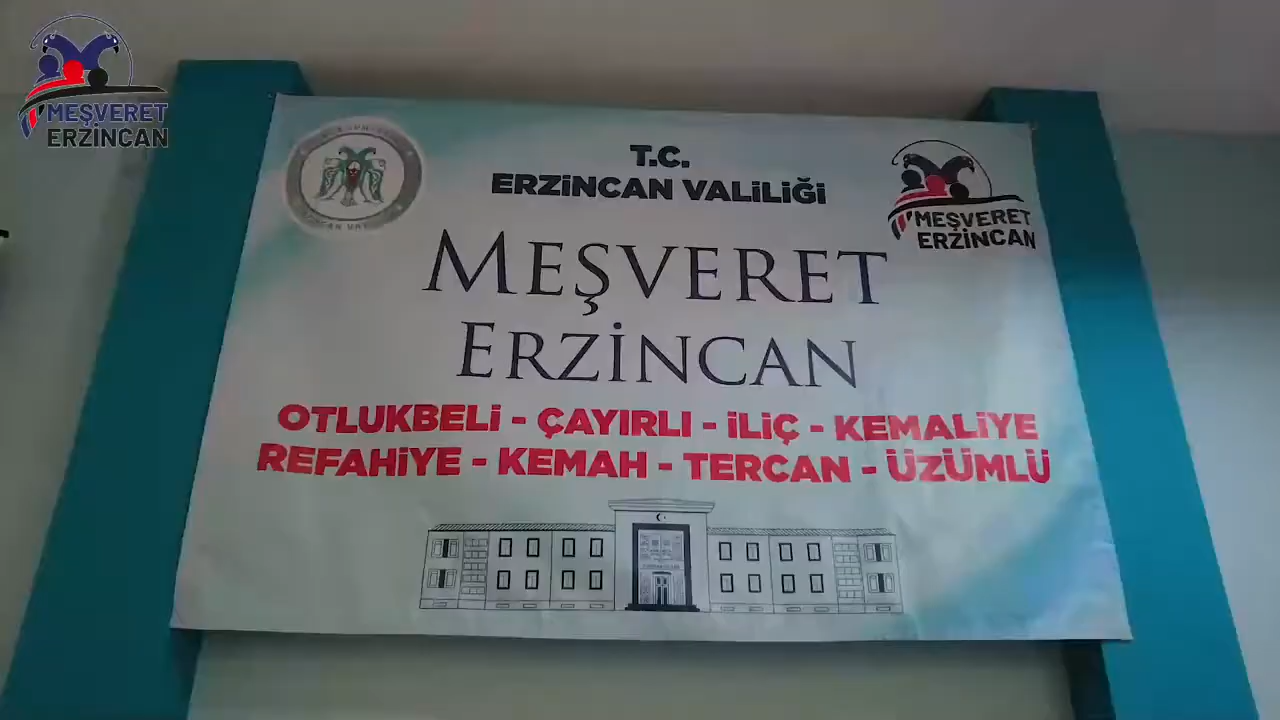 MEŞVERET
ERZİNCAN
T.C.
ERZİNCAN VALİLİĞİ
MEŞVERET
ERZİNCAN
MEŞVERET
ERZİNCAN
OTLUKBELİ - ÇAYIRLI - İLİÇ - KEMALİYE
REFAHİYE - KEMAH - TERCAN - ÜZÜMLÜ